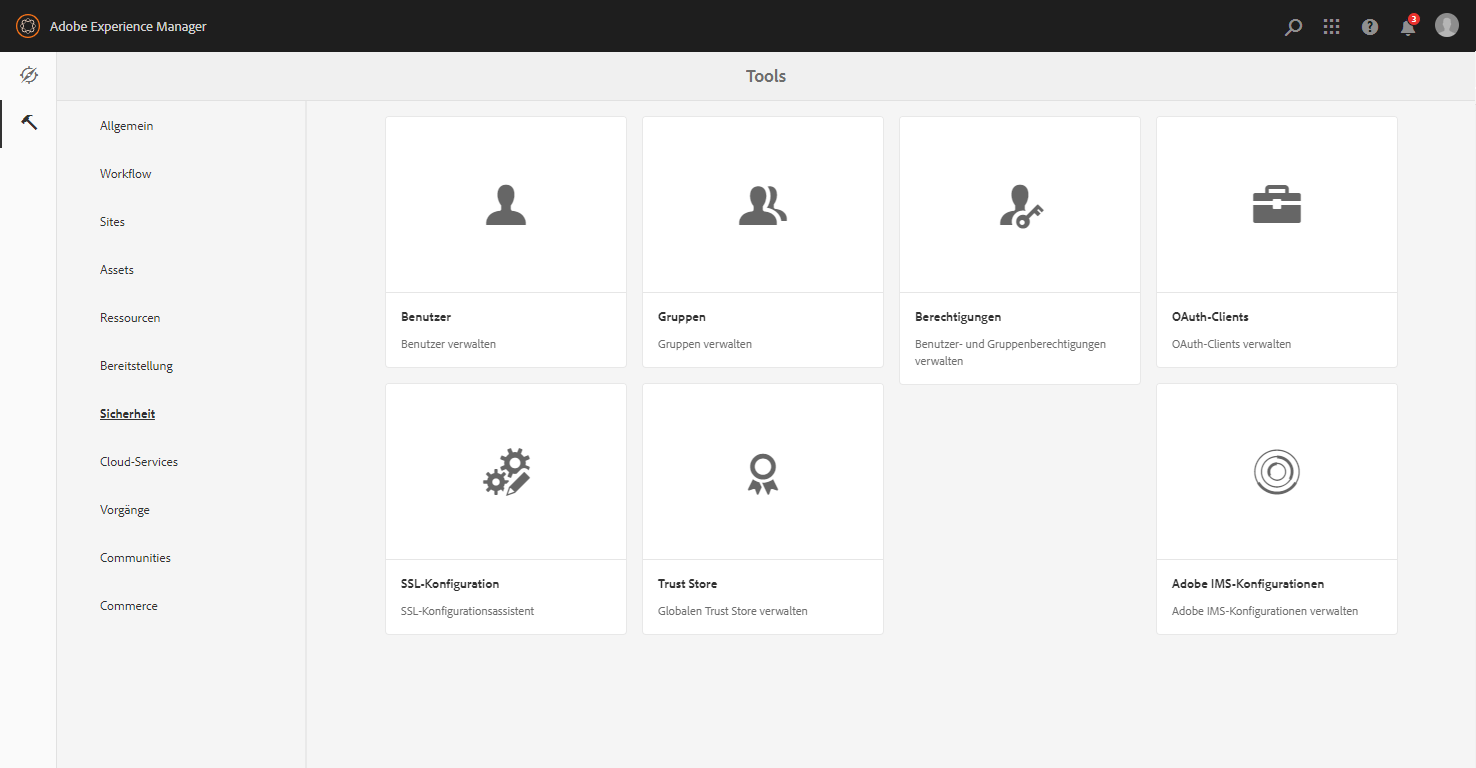 Adobe Experience Manager
3
Tools
Allgemein
Workflow
Sites
Assets
Ressourcen
Bereitstellung
Sicherheit
Cloud-Services
Vorgänge
Communities
Commerce
Benutzer
Benutzer verwalten
Gruppen
Gruppen verwalten
Berechtigungen
Benutzer- und Gruppenberechtigungen
verwalten
OAuth-Clients
OAuth-Clients verwalten
SSL-Konfiguration
SSL-Konfigurationsassistent
Trust Store
Globalen Trust Store verwalten
Adobe IMS-Konfigurationen
Adobe IMS-Konfigurationen verwalten